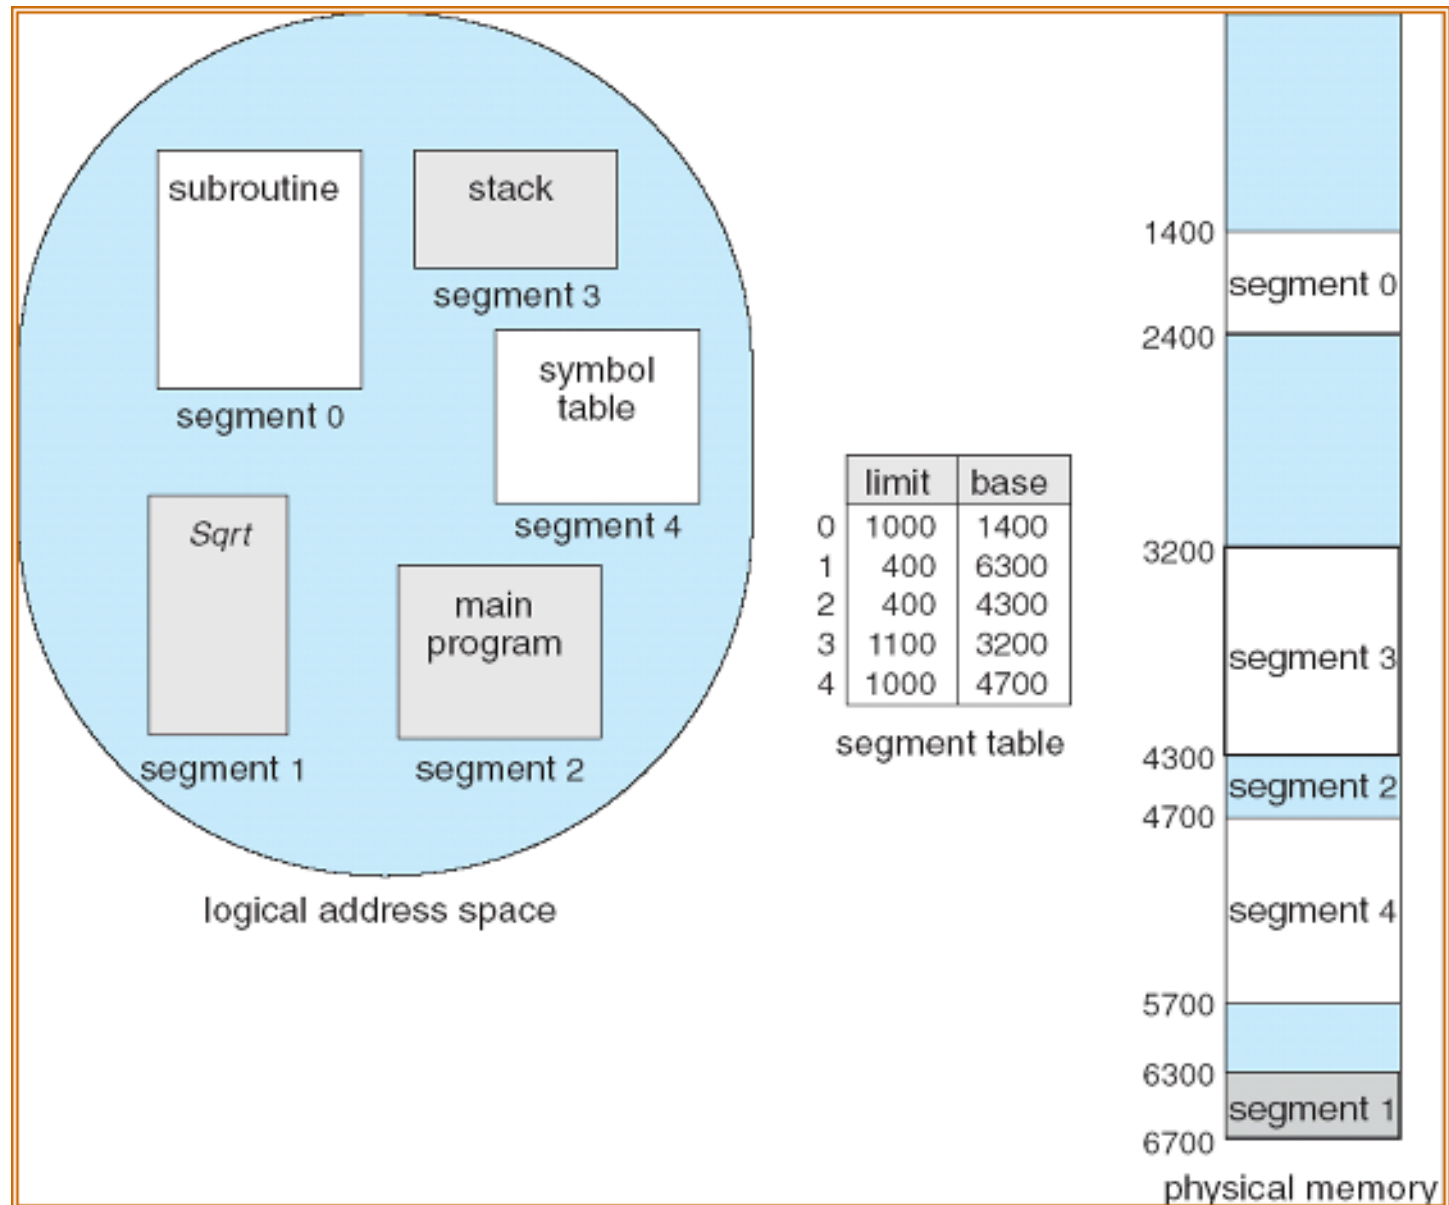 subroutine
segment 0
stack
segment 3
symbol
table
segment 4
Sqrt
segment 1
main
program
segment 2
logical address space
limit base
0 1000 1400
1 400 6300
2 400 4300
3 1100 3200
4 1000 4700
segment table
1400
segment 0
2400
3200
segment 3
4300
segment 2
4700
segment 4
5700
6300
segment 1
6700
physical memory